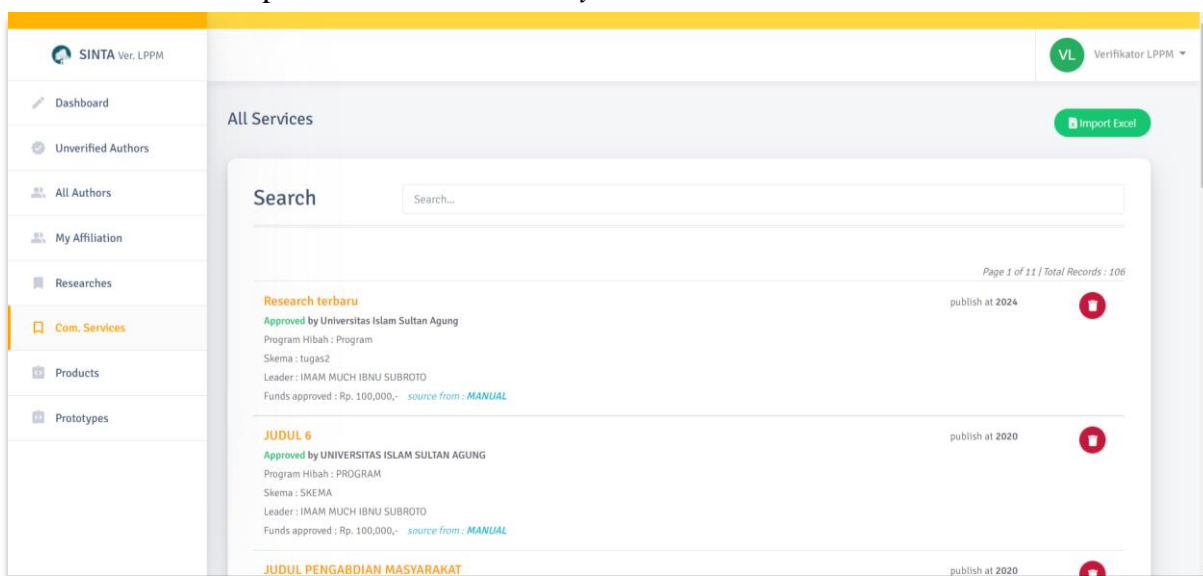 SINTA Ver. LPPM
VL Verifikator LPPM
Dashboard
Unverified Authors
All Authors
My Affiliation
Researches
Com. Services
Products
Prototypes
All Services
Import Excel
Search
Search...
Page 1 of 11 | Total Records : 106
Research terbaru
publish at 2024
Approved by Universitas Islam Sultan Agung
Program Hibah : Program
Skema : tugas2
Leader : IMAM MUCH IBNU SUBROTO
Funds approved : Rp. 100,000,- source from : MANUAL
JUDUL 6
publish at 2020
Approved by UNIVERSITAS ISLAM SULTAN AGUNG
Program Hibah : PROGRAM
Skema : SKEMA
Leader : IMAM MUCH IBNU SUBROTO
Funds approved : Rp. 100,000,- source from : MANUAL
JUDUL PENGABDIAN MASYARAKAT
publish at 2020